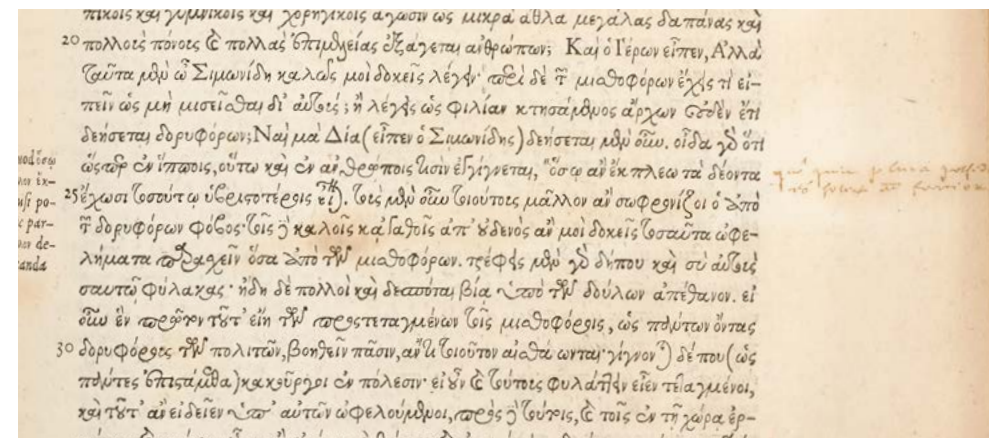 πικοῖς καὶ γυμνικοῖς καὶ χορηγικοῖς ἀγῶσιν ὡς μικρὰ ἆθλα μεγάλας δαπάνας καὶ
20 πολλοὺς πόνους καὶ πολλὰς ἐπιμελείας ἐξάγεται ἀνθρώπων; Καὶ ὁ Ἱέρων εἶπεν, Ἀλλὰ
ταῦτα μὲν ὦ Σιμωνίδη καλῶς μοι δοκεῖς λέγειν· περὶ δὲ τῶν μισθοφόρων ἔχεις τί εἰ-
πεῖν ὡς μὴ μισεῖσθαι δι' αὐτούς; ἢ λέγεις ὡς φιλίαν κτησάμενος ἄρχων οὐδὲν ἔτι
δεήσεται δορυφόρων; Ναὶ μὰ Δία (εἶπεν ὁ Σιμωνίδης) δεήσεται μὲν οὖν. οἶδα γὰρ ὅτι
ὥσπερ ἐν ἵπποις, οὕτω καὶ ἐν ἀνθρώποις τισὶν ἐγγίγνεται, ὅσῳ ἂν ἔκπλεω τὰ δέοντα
25 ἔχωσι τοσούτῳ ὑβριστοτέροις εἶναι. τοὺς μὲν οὖν τοιούτους μᾶλλον ἂν σωφρονίζοι ὁ ἀπὸ
τῶν δορυφόρων φόβος· τοῖς δὲ καλοῖς κἀγαθοῖς ἀπ' οὐδενὸς ἄν μοι δοκεῖς τοσαῦτα ὠφε-
λήματα παρασχεῖν ὅσα ἀπὸ τῶν μισθοφόρων. τρέφεις μὲν γὰρ δήπου καὶ σὺ αὐτοὺς
σαυτῷ φύλακας· ἤδη δὲ πολλοὶ καὶ δεσπόται βίᾳ ὑπὸ τῶν δούλων ἀπέθανον. εἰ
οὖν ἓν πρῶτον τοῦτ' εἴη τῶν προστεταγμένων τοῖς μισθοφόροις, ὡς πάντων ὄντας
30 δορυφόρους τῶν πολιτῶν, βοηθεῖν πᾶσιν, ἄν τι τοιοῦτον αἰσθάνωνται· γίγνονται δέ που (ὡς
πάντες ἐπιστάμεθα) κακοῦργοι ἐν πόλεσιν· εἰ οὖν καὶ τούτους φυλάττειν εἶεν τεταγμένοι,
καὶ τοῦτ' ἂν εἰδεῖεν ὑπ' αὐτῶν ὠφελούμενοι, πρὸς δὲ τούτοις, καὶ τοῖς ἐν τῇ χώρᾳ ἐρ-